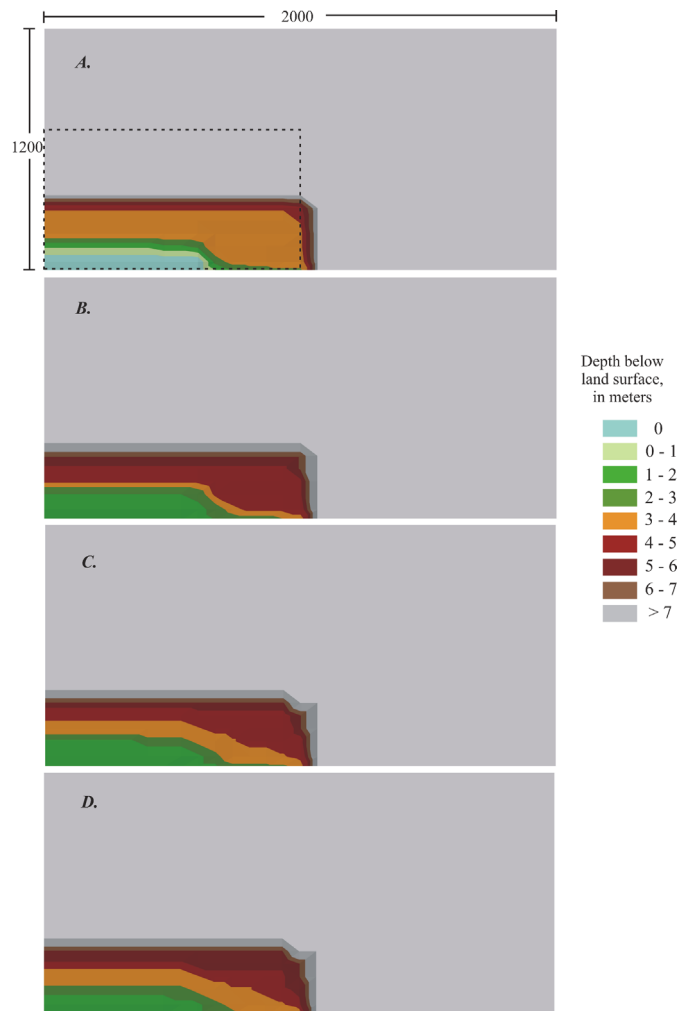 2000
A.
1200
B.
Depth below
land surface,
in meters
0
0 - 1
1 - 2
2 - 3
3 - 4
4 - 5
5 - 6
6 - 7
> 7
C.
D.